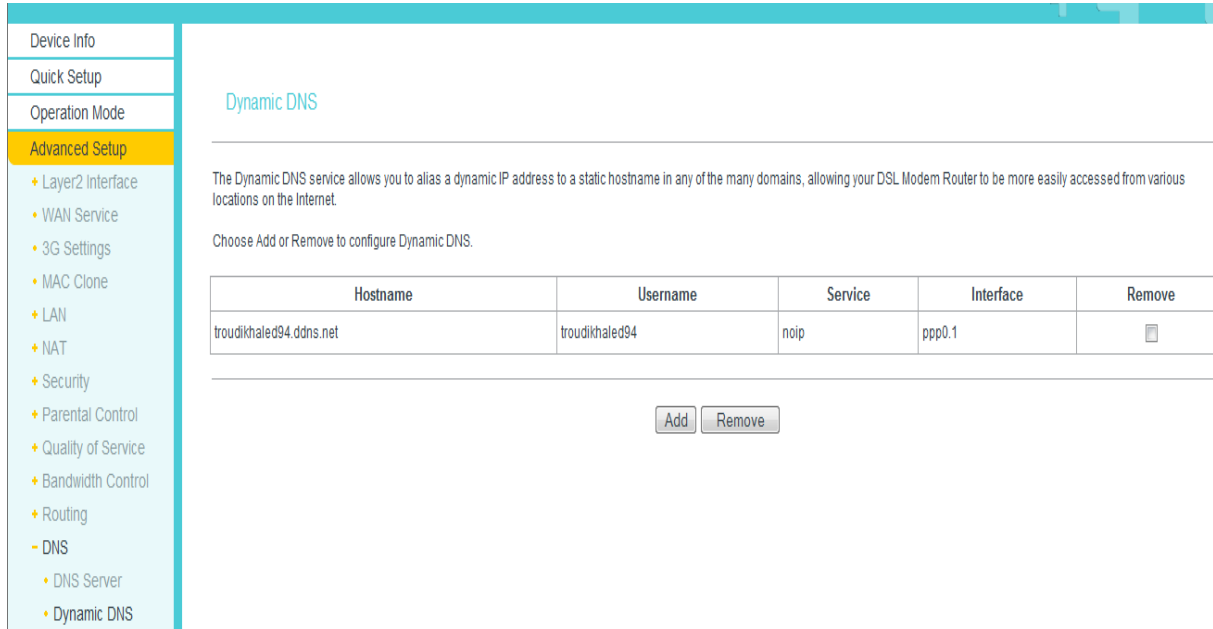 Device Info
Quick Setup
Operation Mode
Advanced Setup
+ Layer2 Interface
• WAN Service
• 3G Settings
• MAC Clone
+ LAN
+ NAT
+ Security
+ Parental Control
+ Quality of Service
+ Bandwidth Control
+ Routing
- DNS
• DNS Server
• Dynamic DNS
Dynamic DNS
The Dynamic DNS service allows you to alias a dynamic IP address to a static hostname in any of the many domains, allowing your DSL Modem Router to be more easily accessed from various
locations on the Internet.
Choose Add or Remove to configure Dynamic DNS.
Hostname Username Service Interface Remove
troudikhaled94.ddns.net troudikhaled94 noip ppp0.1
Add Remove